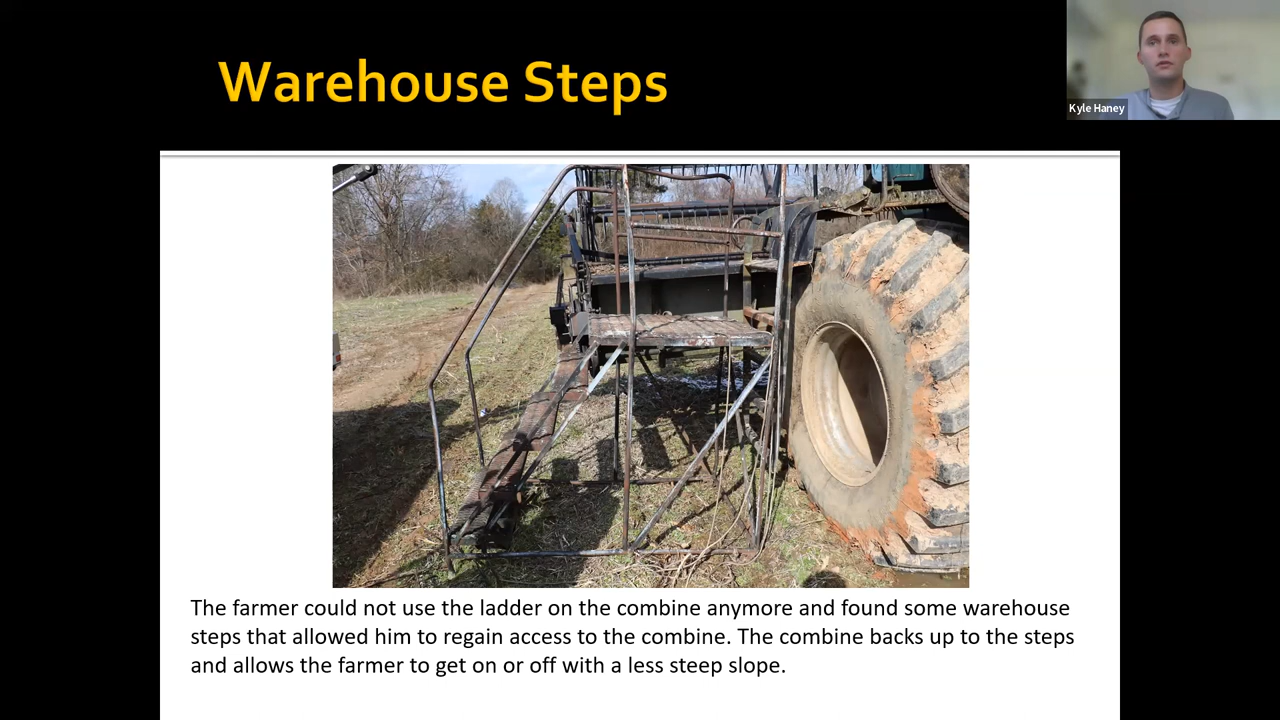 Warehouse Steps
Kyle Haney
The farmer could not use the ladder on the combine anymore and found some warehouse
steps that allowed him to regain access to the combine. The combine backs up to the steps
and allows the farmer to get on or off with a less steep slope.